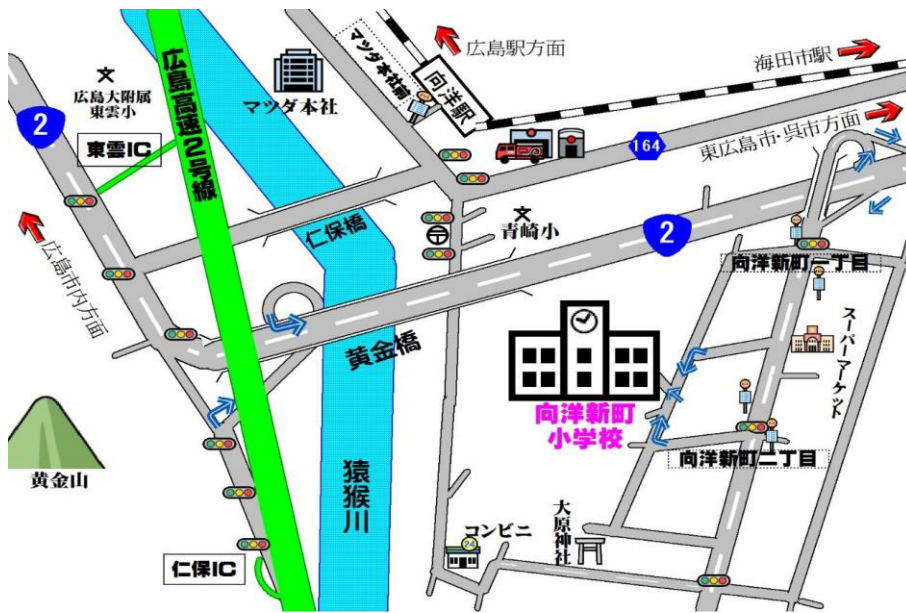 2
広島大附属
東雲小
東雲IC
広島高速2号線
マツダ本社
マツダ本社前
広島駅方面
向洋駅
海田市駅
164
東広島市・呉市方面
広島市内方面
仁保橋
〒
青崎小
2
向洋新町一丁目
黄金橋
スーパーマーケット
向洋新町
小学校
黄金山
猿猴川
向洋新町二丁目
コンビニ
24
大原神社
仁保IC